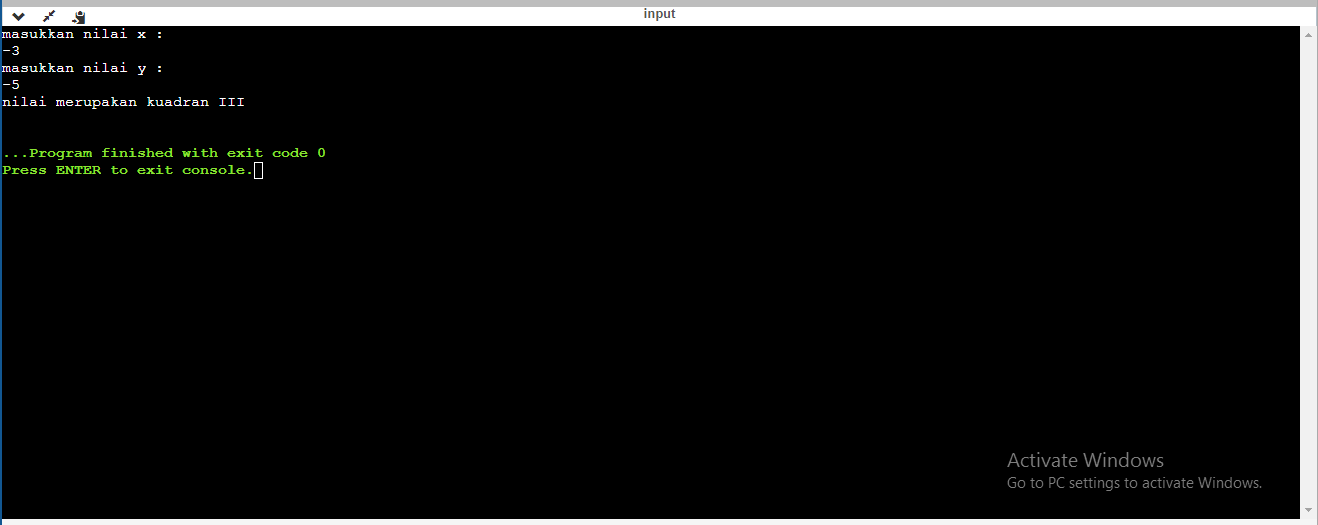 input
masukkan nilai x :
-3
masukkan nilai y :
-5
nilai merupakan kuadran III
...Program finished with exit code 0
Press ENTER to exit console.
Activate Windows
Go to PC settings to activate Windows.